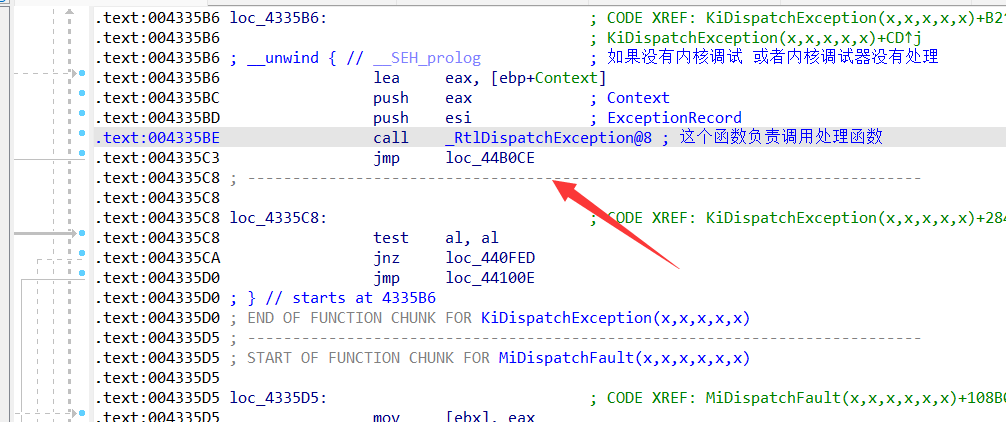 .text:004335B6 loc_4335B6: ; CODE XREF: KiDispatchException(x,x,x,x,x)+B2↑
.text:004335B6 ; KiDispatchException(x,x,x,x,x)+CD↑j
.text:004335B6 ; __unwind { // __SEH_prolog ; 如果没有内核调试 或者内核调试器没有处理
.text:004335B6 lea eax, [ebp+Context]
.text:004335BC push eax ; Context
.text:004335BD push esi ; ExceptionRecord
.text:004335BE call _RtlDispatchException@8 ; 这个函数负责调用处理函数
.text:004335C3 jmp loc_44B0CE
.text:004335C8 ; ---------------------------------------------------------------------------
.text:004335C8
.text:004335C8 loc_4335C8: ; CODE XREF: KiDispatchException(x,x,x,x,x)+284
.text:004335C8 test al, al
.text:004335CA jnz loc_440FED
.text:004335D0 jmp loc_44100E
.text:004335D0 ; } // starts at 4335B6
.text:004335D0 ; END OF FUNCTION CHUNK FOR KiDispatchException(x,x,x,x,x)
.text:004335D5 ; ---------------------------------------------------------------------------
.text:004335D5 ; START OF FUNCTION CHUNK FOR MiDispatchFault(x,x,x,x,x,x)
.text:004335D5
.text:004335D5 loc_4335D5: ; CODE XREF: MiDispatchFault(x,x,x,x,x,x)+108B
.text:004335D5 mov [ebx], eax